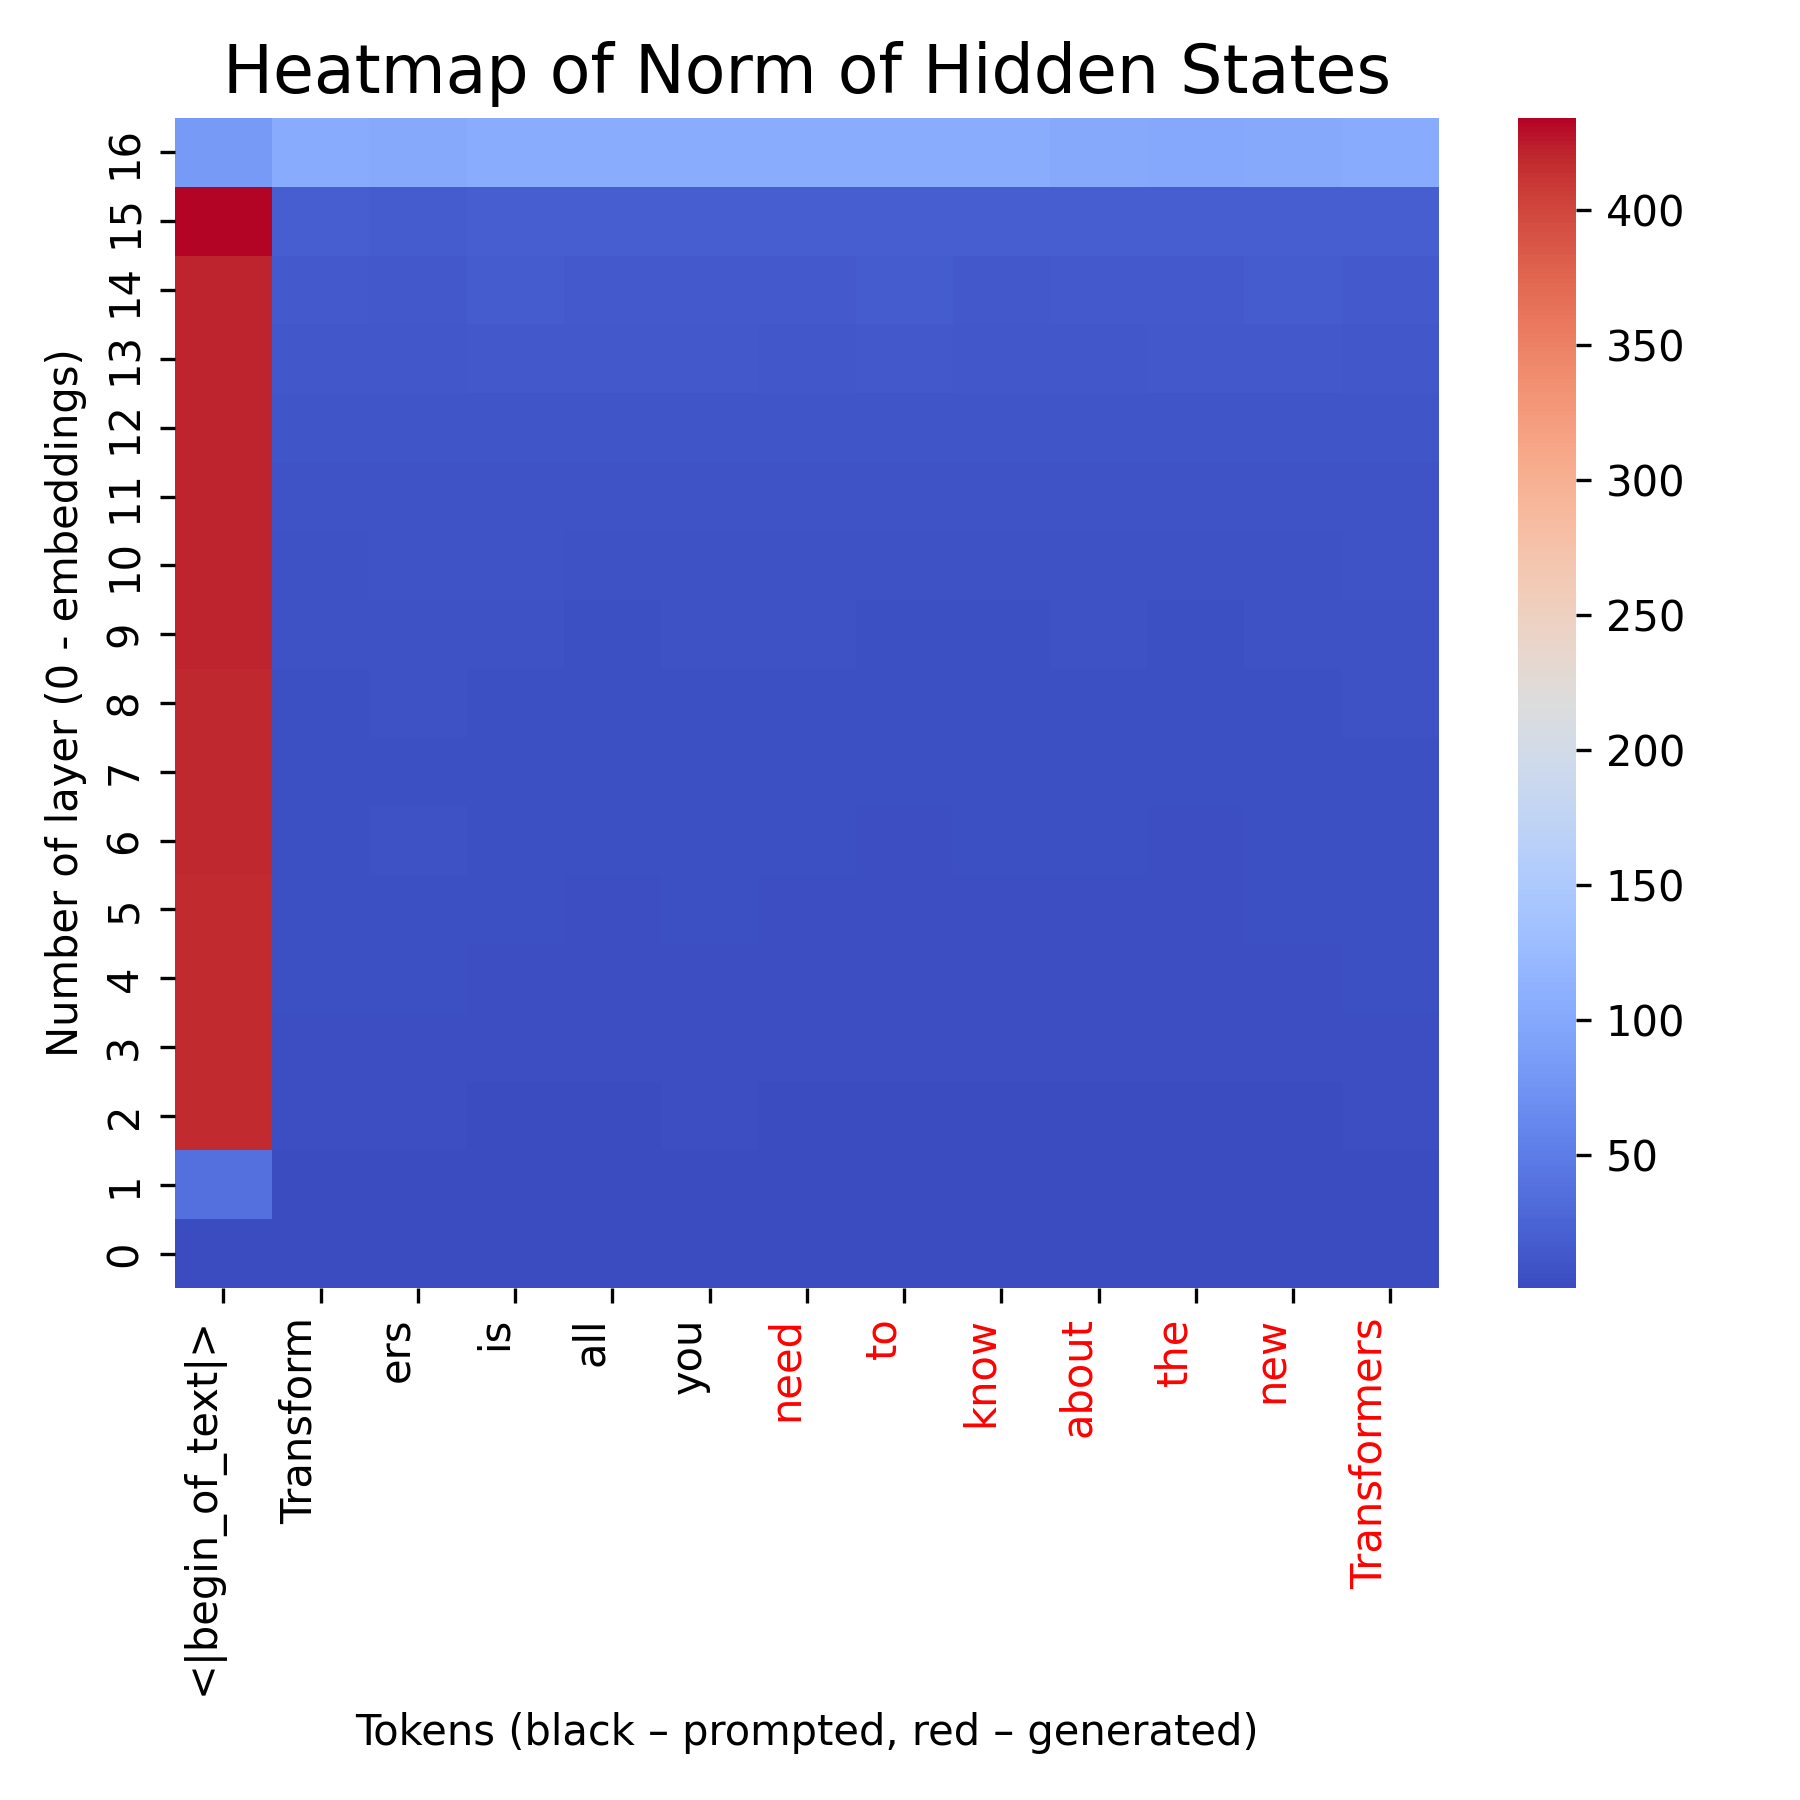 Heatmap of Norm of Hidden States
Number of layer (0 - embeddings)
16
15
14
13
12
11
10
9
8
7
6
5
4
3
2
1
0
400
350
300
250
200
150
100
50
<|begin_of_text|>
Transform
ers
is
all
you
need
to
know
about
the
new
Transformers
Tokens (black – prompted, red – generated)